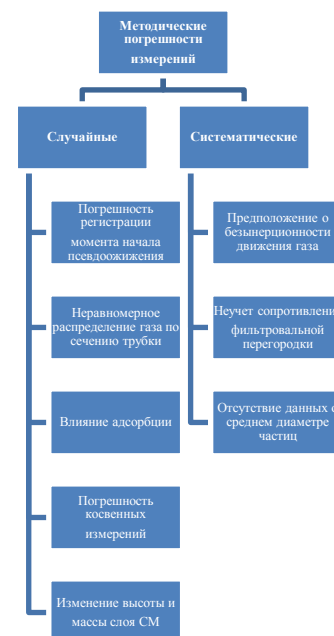 Методические
погрешности
измерений
Случайные
Систематические
Погрешность
регистрации
момента начала
псевдоожижения
Неравномерное
распределение газа по
сечению трубки
Влияние адсорбции
Погрешность
косвенных
измерений
Изменение высоты и
массы слоя СМ
Предположение о
безынерционности
движения газа
Неучет сопротивлени
фильтровальной
перегородки
Отсутствие данных о
среднем диаметре
частиц